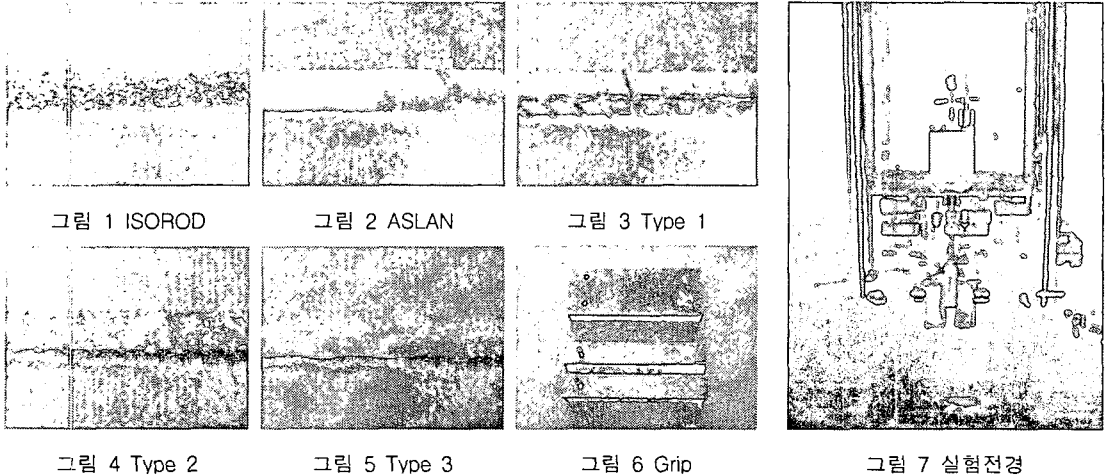 그림 1 ISOROD
그림 2 ASLAN
그림 3 Type 1
그림 4 Type 2
그림 5 Type 3
그림 6 Grip
그림 7 실험전경